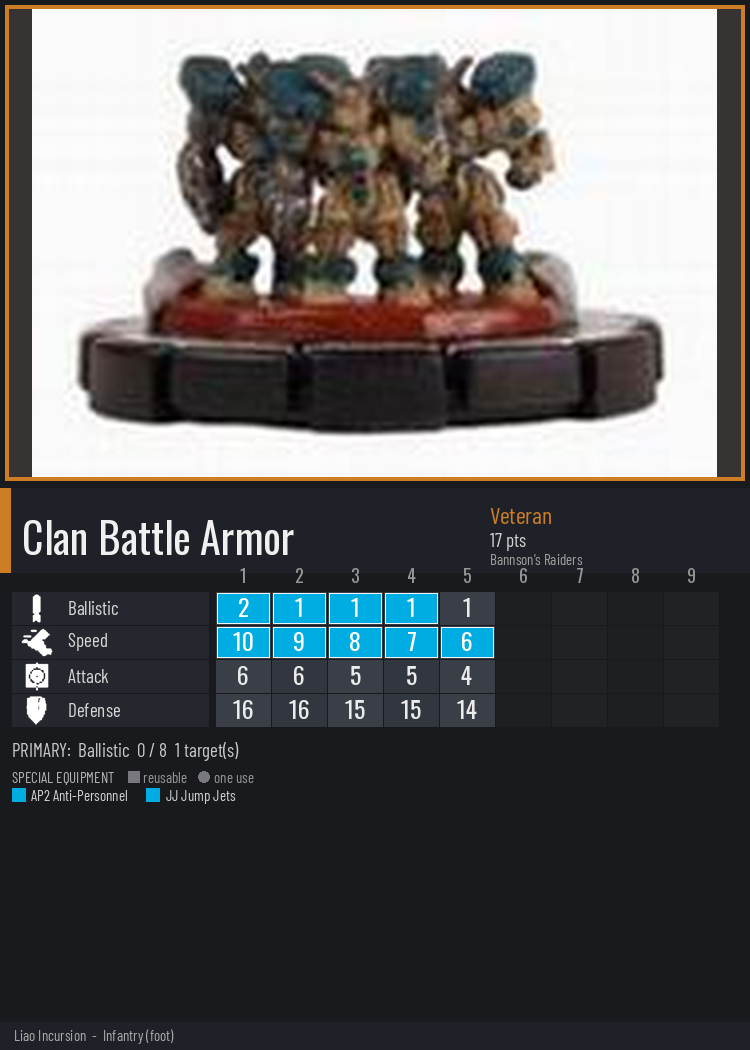 Clan Battle Armor
Veteran
17 pts
Bannson's Raiders
1 2 3 4 5 6 7 8 9
Ballistic 2 1 1 1 1
Speed 10 9 8 7 6
Attack 6 6 5 5 4
Defense 16 16 15 15 14
PRIMARY: Ballistic 0 / 8 1 target(s)
SPECIAL EQUIPMENT reusable one use
AP2 Anti-Personnel JJ Jump Jets
Liao Incursion - Infantry (foot)